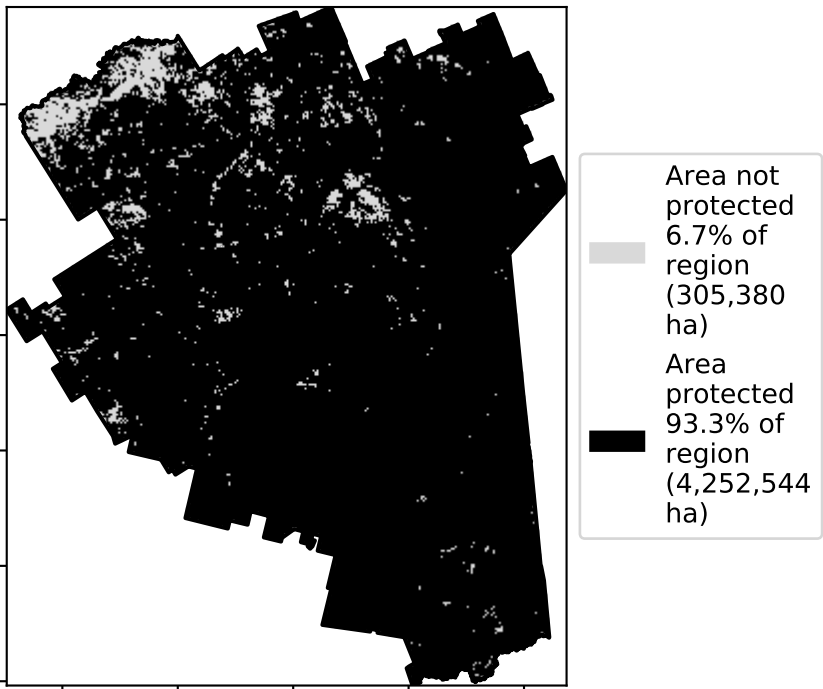 Area not
protected
6.7% of
region
(305,380
ha)
Area
protected
93.3% of
region
(4,252,544
ha)